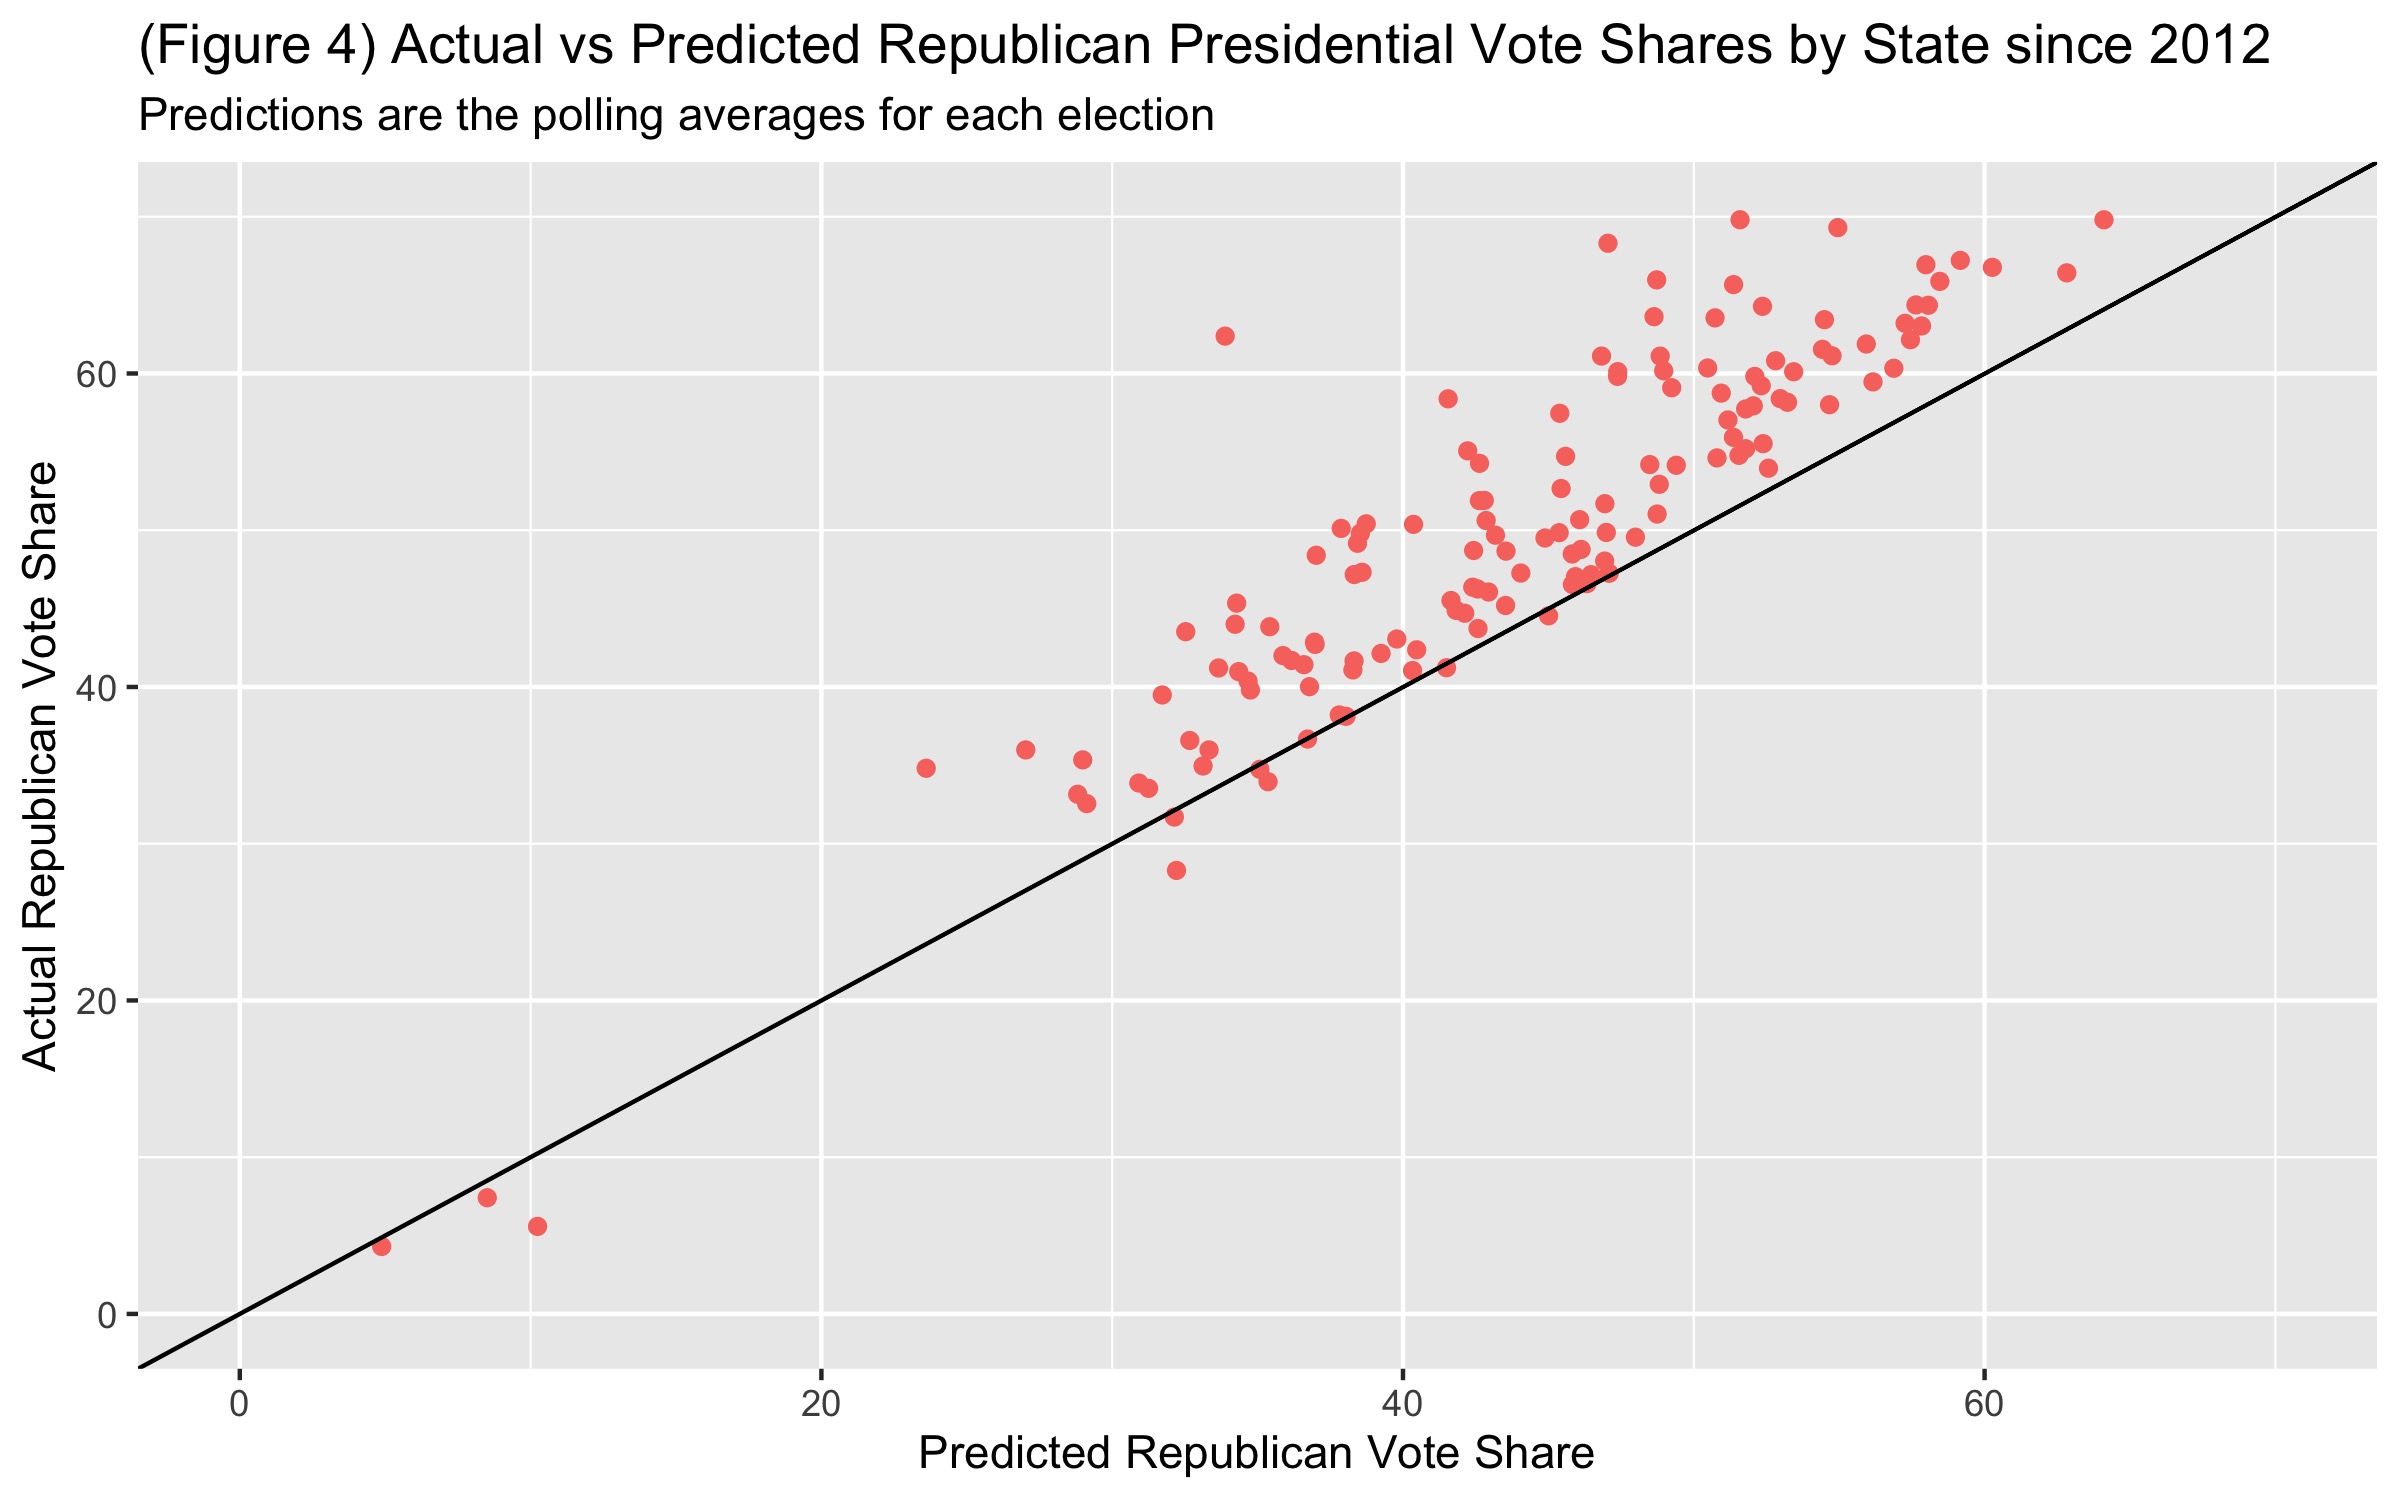 (Figure 4) Actual vs Predicted Republican Presidential Vote Shares by State since 2012
Predictions are the polling averages for each election
Actual Republican Vote Share
60
40
20
0
0 20 40 60
Predicted Republican Vote Share